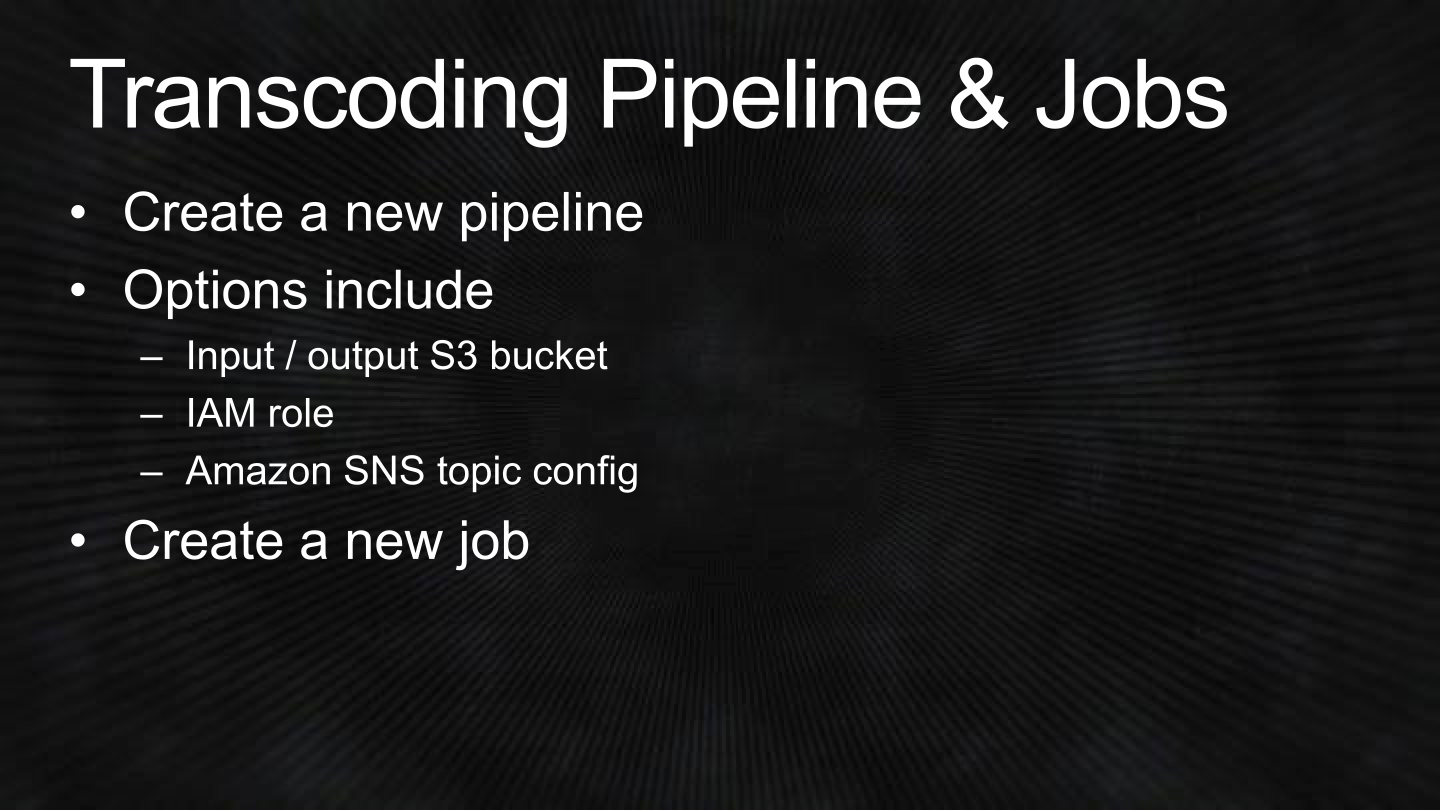 Transcoding Pipeline & Jobs
• Create a new pipeline
• Options include
– Input / output S3 bucket
– IAM role
– Amazon SNS topic config
• Create a new job